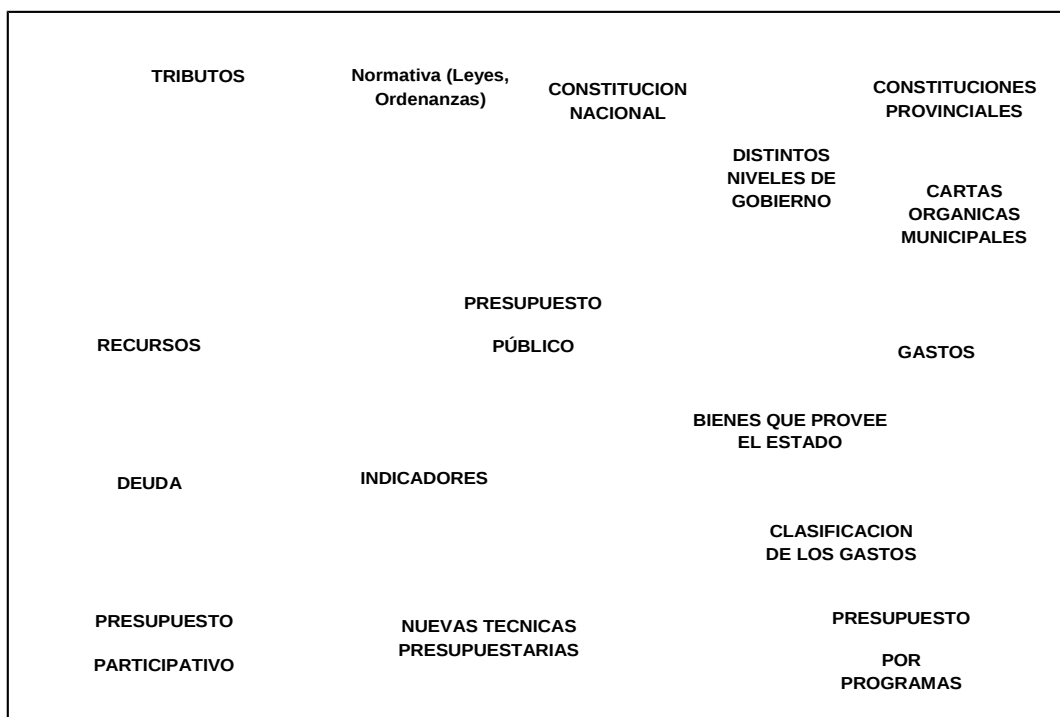 TRIBUTOS
Normativa (Leyes,
Ordenanzas)
CONSTITUCION
NACIONAL
CONSTITUCIONES
PROVINCIALES
DISTINTOS
NIVELES DE
GOBIERNO
CARTAS
ORGANICAS
MUNICIPALES
PRESUPUESTO
PÚBLICO
RECURSOS
GASTOS
BIENES QUE PROVEE
EL ESTADO
DEUDA
INDICADORES
CLASIFICACION
DE LOS GASTOS
PRESUPUESTO
PARTICIPATIVO
NUEVAS TECNICAS
PRESUPUESTARIAS
PRESUPUESTO
POR
PROGRAMAS